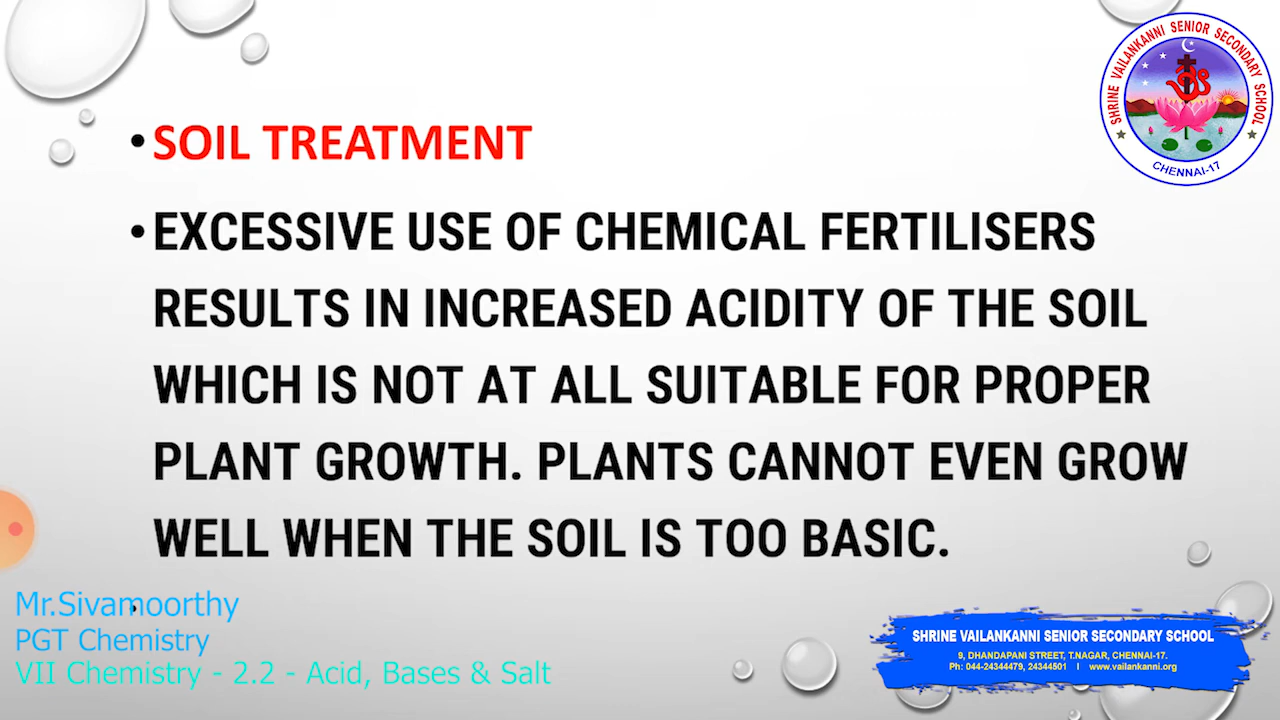 SHRINE VAILANKANNI SENIOR SECONDARY SCHOOL
CHENNAI-17
• SOIL TREATMENT
• EXCESSIVE USE OF CHEMICAL FERTILISERS
RESULTS IN INCREASED ACIDITY OF THE SOIL
WHICH IS NOT AT ALL SUITABLE FOR PROPER
PLANT GROWTH. PLANTS CANNOT EVEN GROW
WELL WHEN THE SOIL IS TOO BASIC.
Mr.Sivamoorthy
PGT Chemistry
VII Chemistry - 2.2 - Acid, Bases & Salt
SHRINE VAILANKANNI SENIOR SECONDARY SCHOOL
9, DHANDAPANI STREET, T.NAGAR, CHENNAI-17.
Ph: 044-24344479, 24344501 I www.vailankanni.org